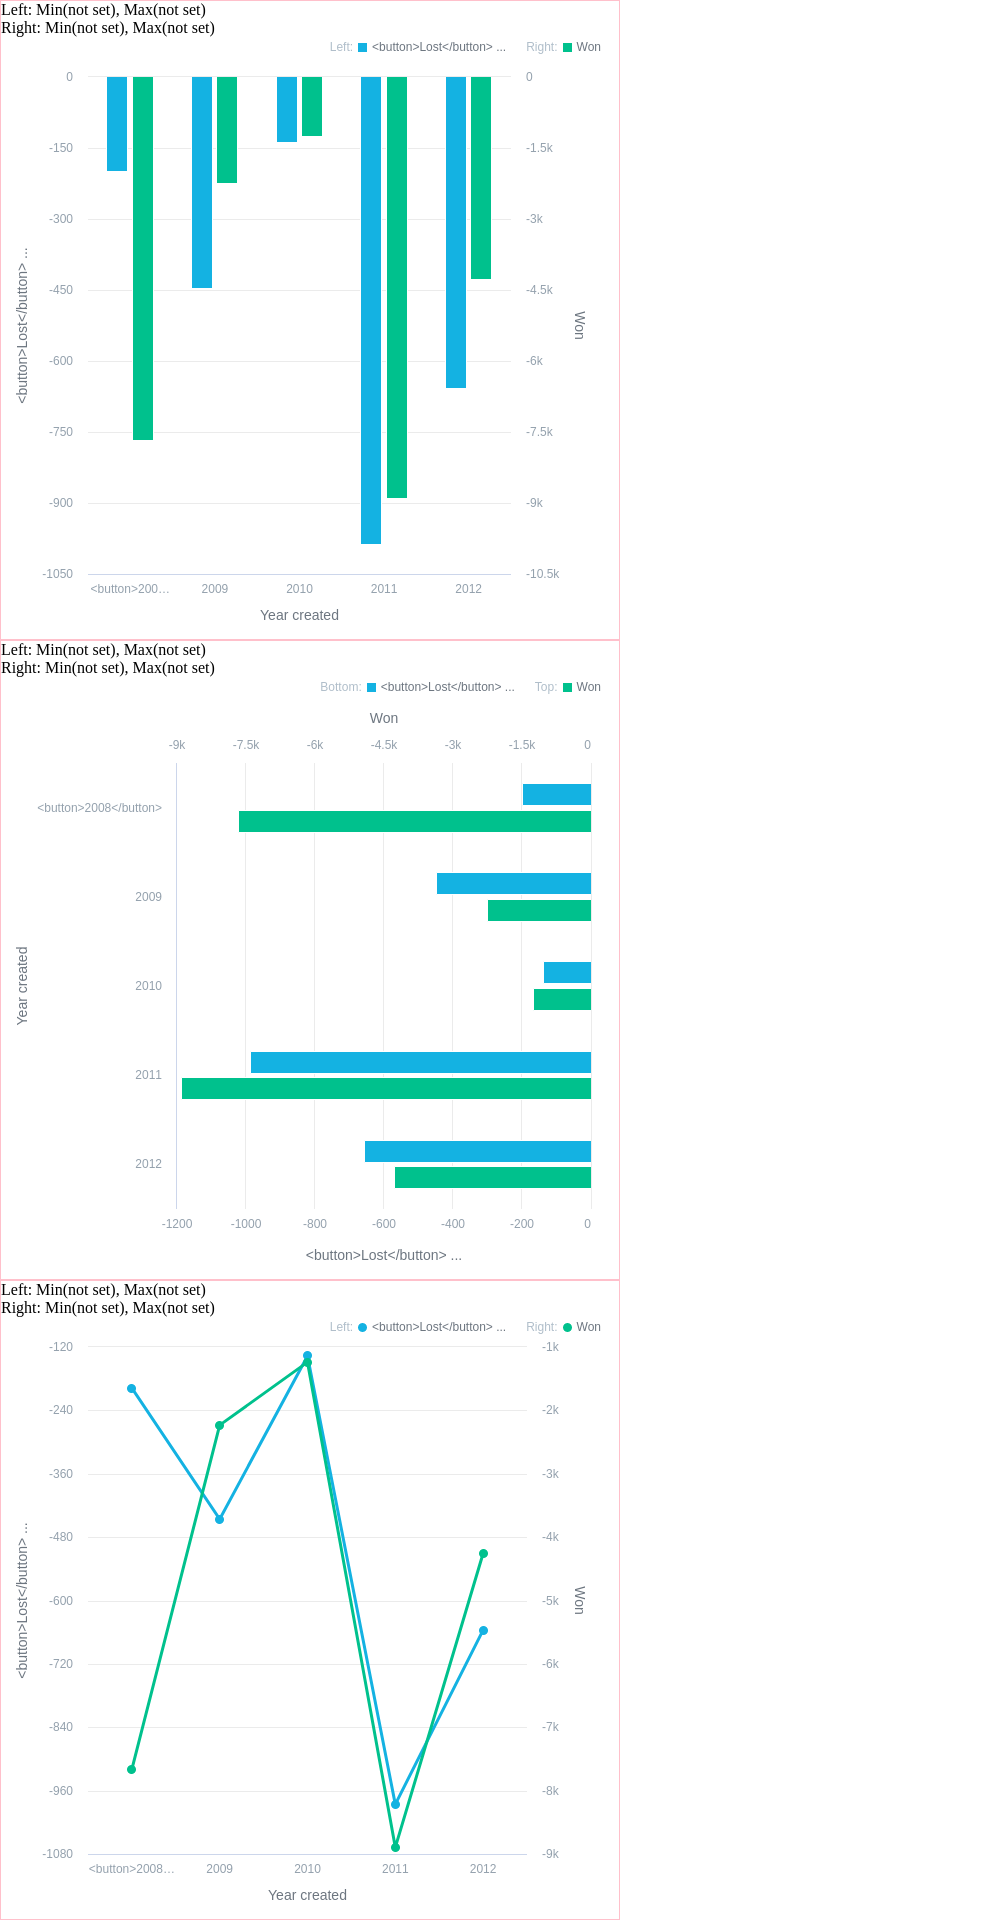 Left: Min(not set), Max(not set)
Right: Min(not set), Max(not set)
Left: <button>Lost</button> ... Right: Won
0 0
-150 -1.5k
-300 -3k
-450 -4.5k
-600 -6k
-750 -7.5k
-900 -9k
-1050 -10.5k
<button>Lost</button> ...
Won
<button>200… 2009 2010 2011 2012
Year created
Left: Min(not set), Max(not set)
Right: Min(not set), Max(not set)
Bottom: <button>Lost</button> ... Top: Won
Won
-9k -7.5k -6k -4.5k -3k -1.5k 0
<button>2008</button>
2009
2010
2011
2012
Year created
-1200 -1000 -800 -600 -400 -200 0
<button>Lost</button> ...
Left: Min(not set), Max(not set)
Right: Min(not set), Max(not set)
Left: <button>Lost</button> ... Right: Won
-120 -1k
-240 -2k
-360 -3k
-480 -4k
-600 -5k
-720 -6k
-840 -7k
-960 -8k
-1080 -9k
<button>Lost</button> ...
Won
<button>2008… 2009 2010 2011 2012
Year created